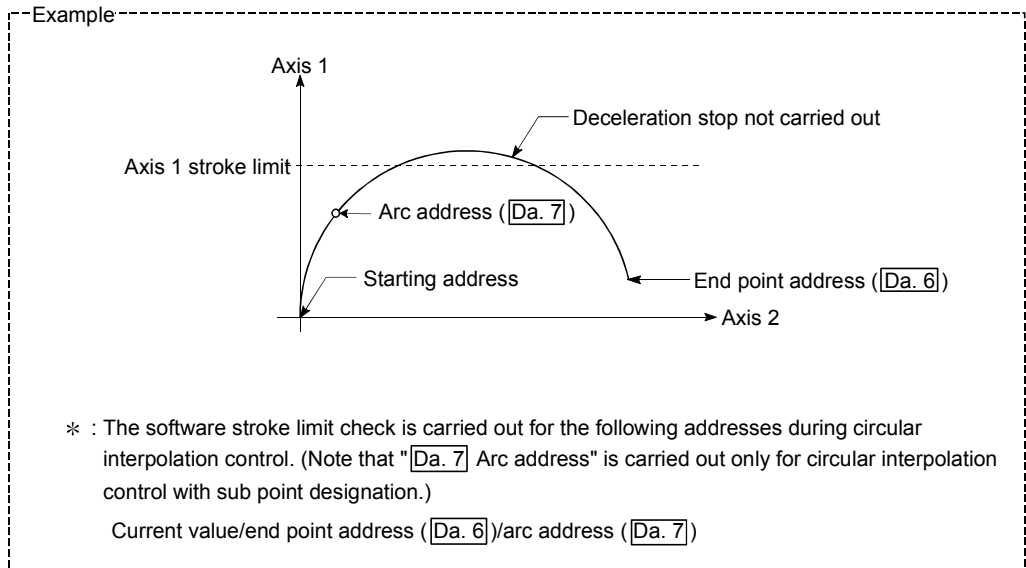 Example
Axis 1
Deceleration stop not carried out
Axis 1 stroke limit
Arc address ( Da. 7 )
Starting address
End point address ( Da. 6 )
Axis 2
* : The software stroke limit check is carried out for the following addresses during circular
interpolation control. (Note that " Da. 7 Arc address" is carried out only for circular interpolation
control with sub point designation.)
Current value/end point address ( Da. 6 )/arc address ( Da. 7 )